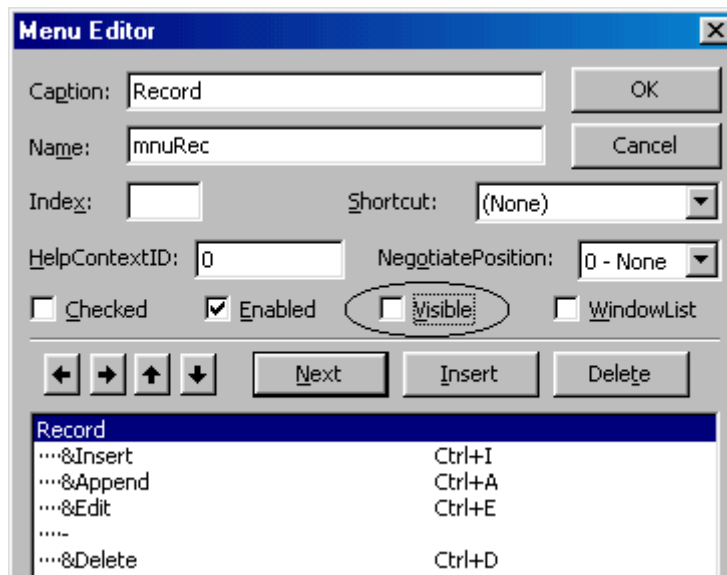 Menu Editor
Caption: Record OK
Name: mnuRec Cancel
Index: Shortcut: (None)
HelpContextID: 0 NegotiatePosition: 0 - None
Checked Enabled Visible WindowList
Next Insert Delete
Record
····&Insert Ctrl+I
····&Append Ctrl+A
····&Edit Ctrl+E
····-
····&Delete Ctrl+D